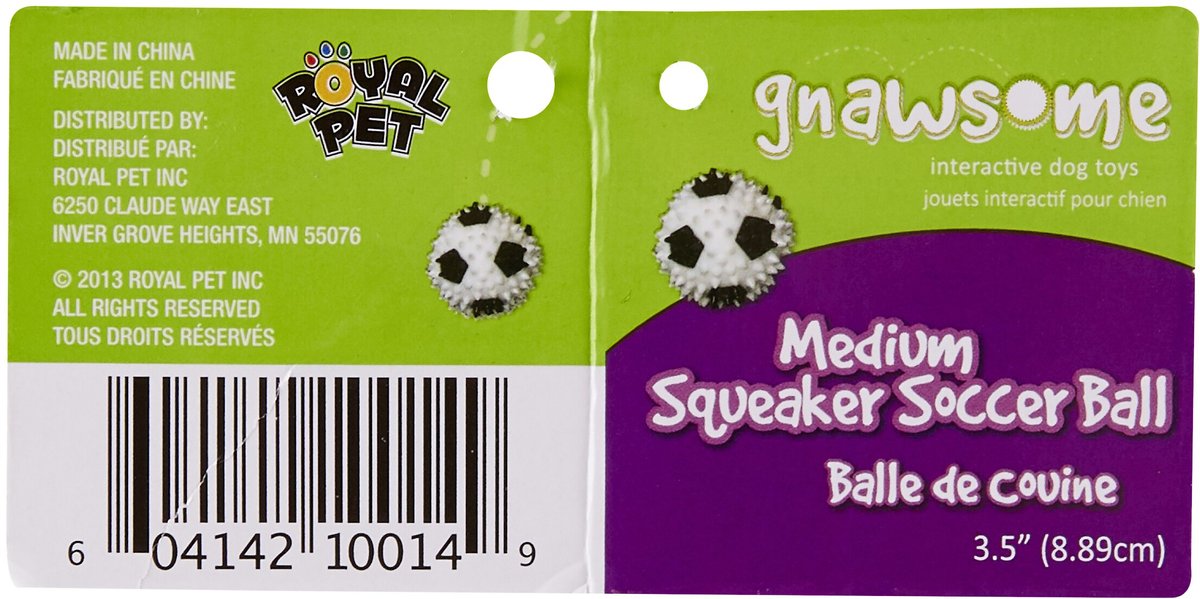 MADE IN CHINA
FABRIQUÉ EN CHINE
DISTRIBUTED BY:
DISTRIBUÉ PAR:
ROYAL PET INC
6250 CLAUDE WAY EAST
INVER GROVE HEIGHTS, MN 55076
© 2013 ROYAL PET INC
ALL RIGHTS RESERVED
TOUS DROITS RÉSERVÉS
ROYAL
PET
6 04142 10014 9
gnawsome
interactive dog toys
jouets interactif pour chien
Medium
Squeaker Soccer Ball
Balle de couine
3.5” (8.89cm)